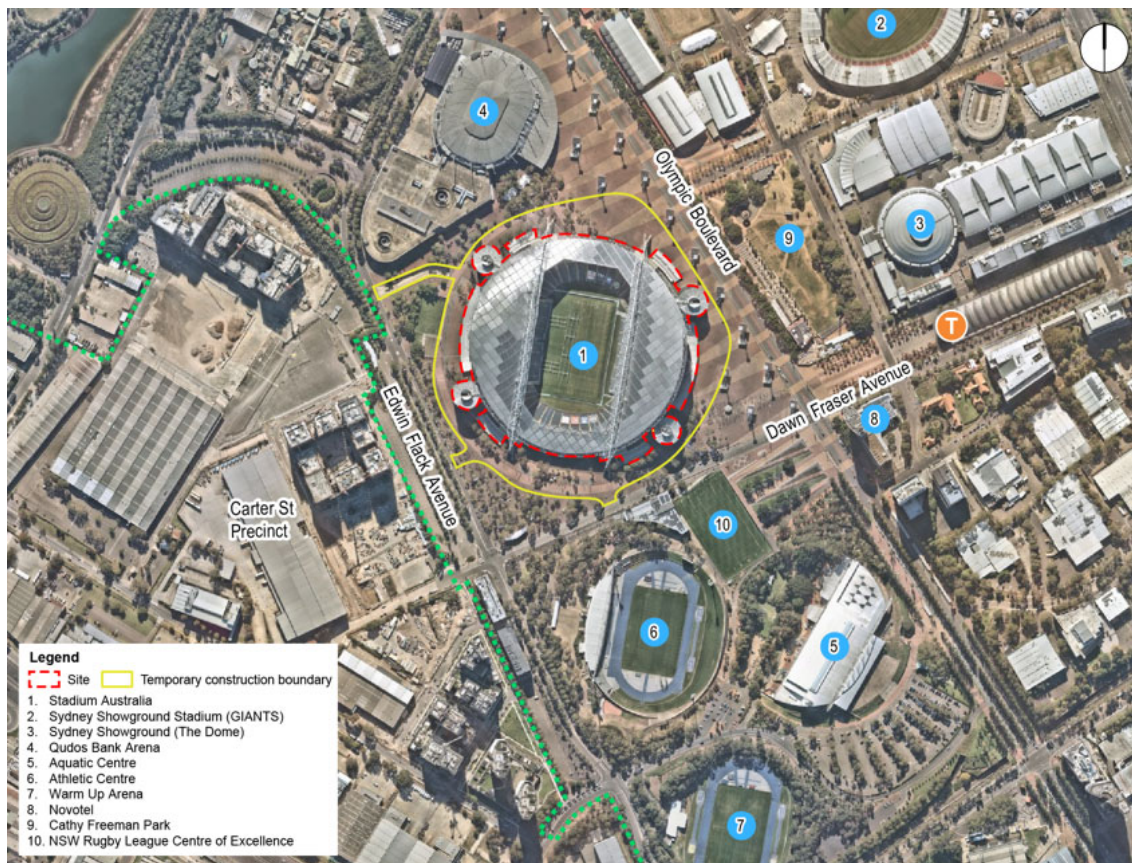 2
4
Olympic Boulevard
3
9
T
1
Dawn Fraser Avenue
8
Edwin Flack Avenue
Carter St
Precinct
10
6
5
7
Legend
Site
Temporary construction boundary
1. Stadium Australia
2. Sydney Showground Stadium (GIANTS)
3. Sydney Showground (The Dome)
4. Qudos Bank Arena
5. Aquatic Centre
6. Athletic Centre
7. Warm Up Arena
8. Novotel
9. Cathy Freeman Park
10. NSW Rugby League Centre of Excellence